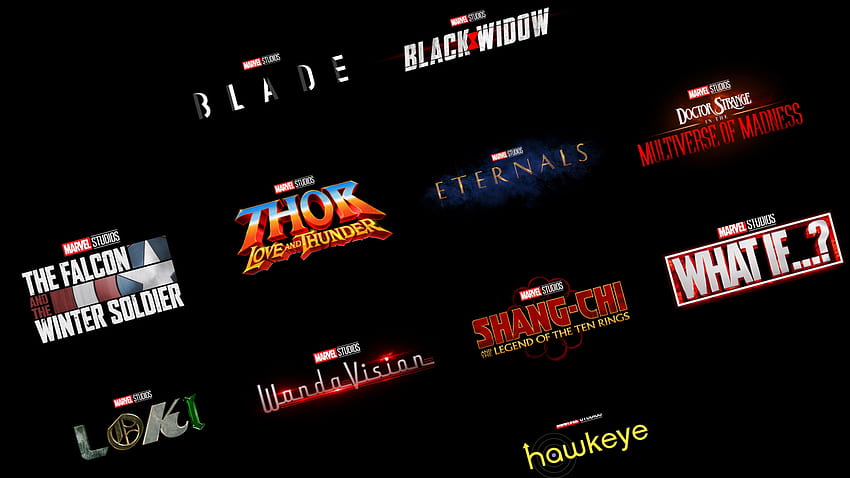 MARVEL STUDIOS
BLADE
MARVEL STUDIOS
BLACK WIDOW
MARVEL STUDIOS
DOCTOR STRANGE
IN THE
MULTIVERSE OF MADNESS
MARVEL STUDIOS
ETERNALS
MARVEL STUDIOS
THOR
LOVE AND THUNDER
MARVEL STUDIOS
THE FALCON
AND
THE
WINTER SOLDIER
MARVEL STUDIOS
WHAT IF...?
MARVEL STUDIOS
SHANG-CHI
AND THE LEGEND OF THE TEN RINGS
MARVEL STUDIOS
WandaVision
MARVEL STUDIOS
LOKI
MARVEL STUDIOS
hawkeye